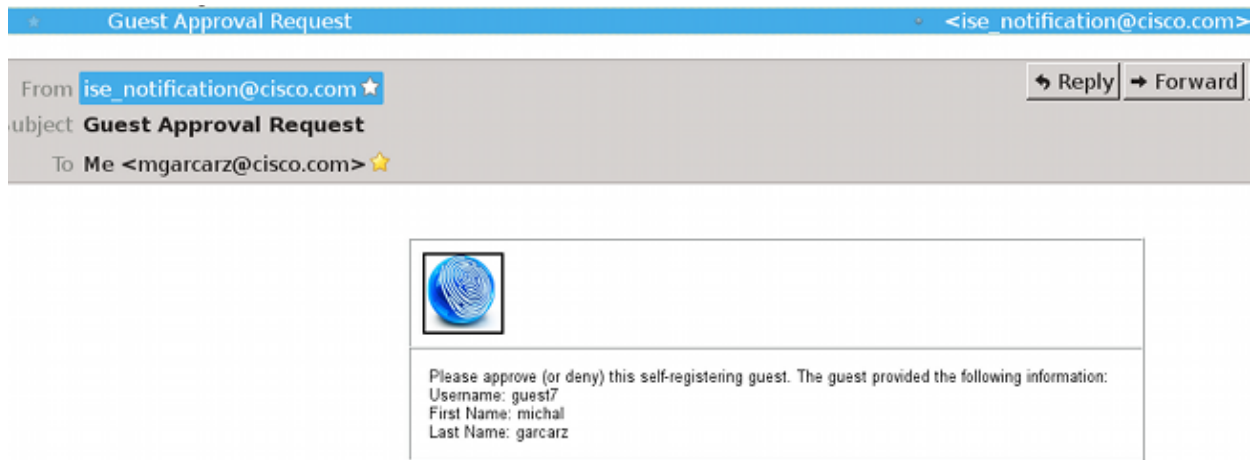 Guest Approval Request <ise_notification@cisco.com>
From ise_notification@cisco.com Reply Forward
ubject Guest Approval Request
To Me <mgarcarz@cisco.com>
Please approve (or deny) this self-registering guest. The guest provided the following information:
Username: guest7
First Name: michal
Last Name: garcarz